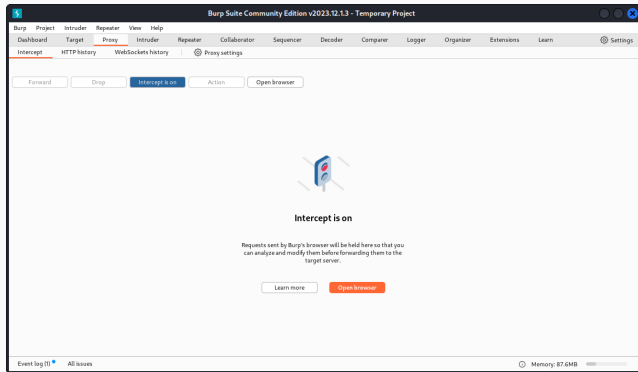 Burp Suite Community Edition v2023.12.1.3 - Temporary Project
Burp Project Intruder Repeater View Help
Dashboard Target Proxy Intruder Repeater Collaborator Sequencer Decoder Comparer Logger Organizer Extensions Learn Settings
Intercept HTTP history WebSockets history Proxy settings
Forward Drop Intercept is on Action Open browser
Intercept is on
Requests sent by Burp's browser will be held here so that you
can analyze and modify them before forwarding them to the
target server.
Learn more Open browser
Event log (1) All issues Memory: 87.6MB